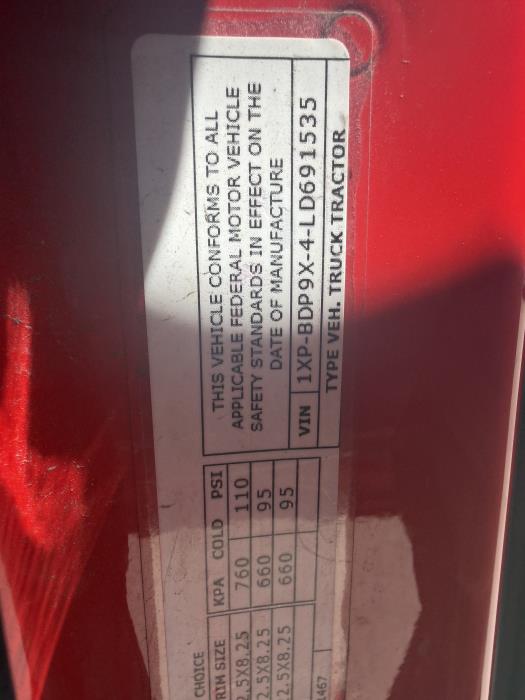 THIS VEHICLE CONFORMS TO ALL
APPLICABLE FEDERAL MOTOR VEHICLE
SAFETY STANDARDS IN EFFECT ON THE
DATE OF MANUFACTURE
VIN 1XP-BDP9X-4-LD691535
TYPE VEH. TRUCK TRACTOR
CHOICE
RIM SIZE KPA COLD PSI
2.5X8.25 760 110
2.5X8.25 660 95
2.5X8.25 660 95
467